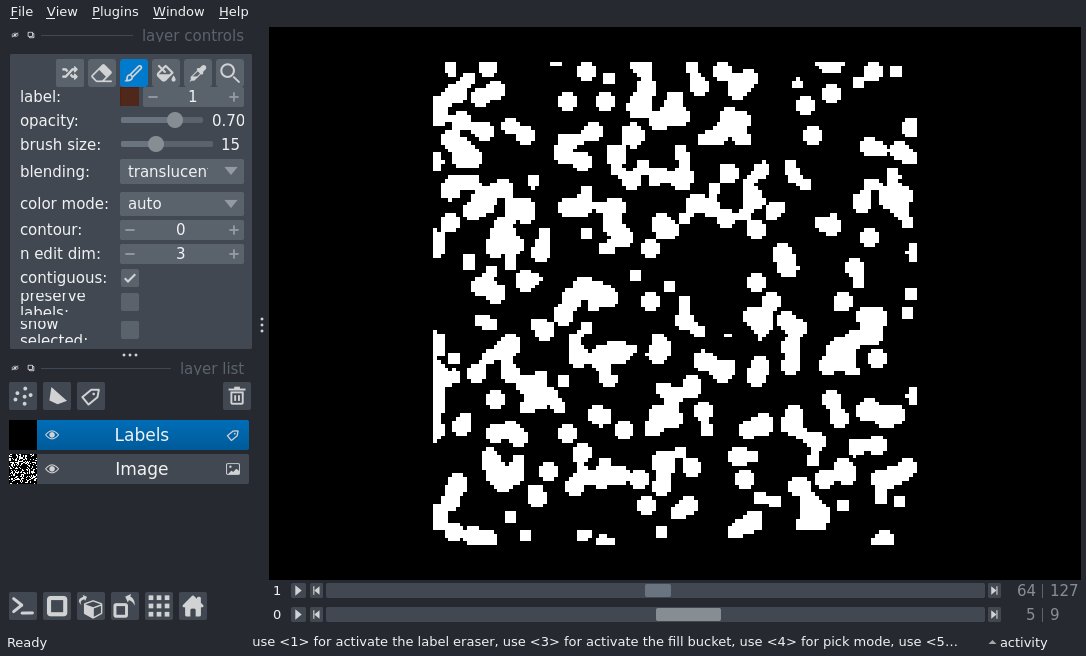 File View Plugins Window Help
layer controls
label: 1
opacity: 0.70
brush size: 15
blending: translucen
color mode: auto
contour: 0
n edit dim: 3
contiguous:
preserve
labels:
show
selected:
layer list
Labels
Image
1 64 | 127
0 5 | 9
Ready use <1> for activate the label eraser, use <3> for activate the fill bucket, use <4> for pick mode, use <5... activity